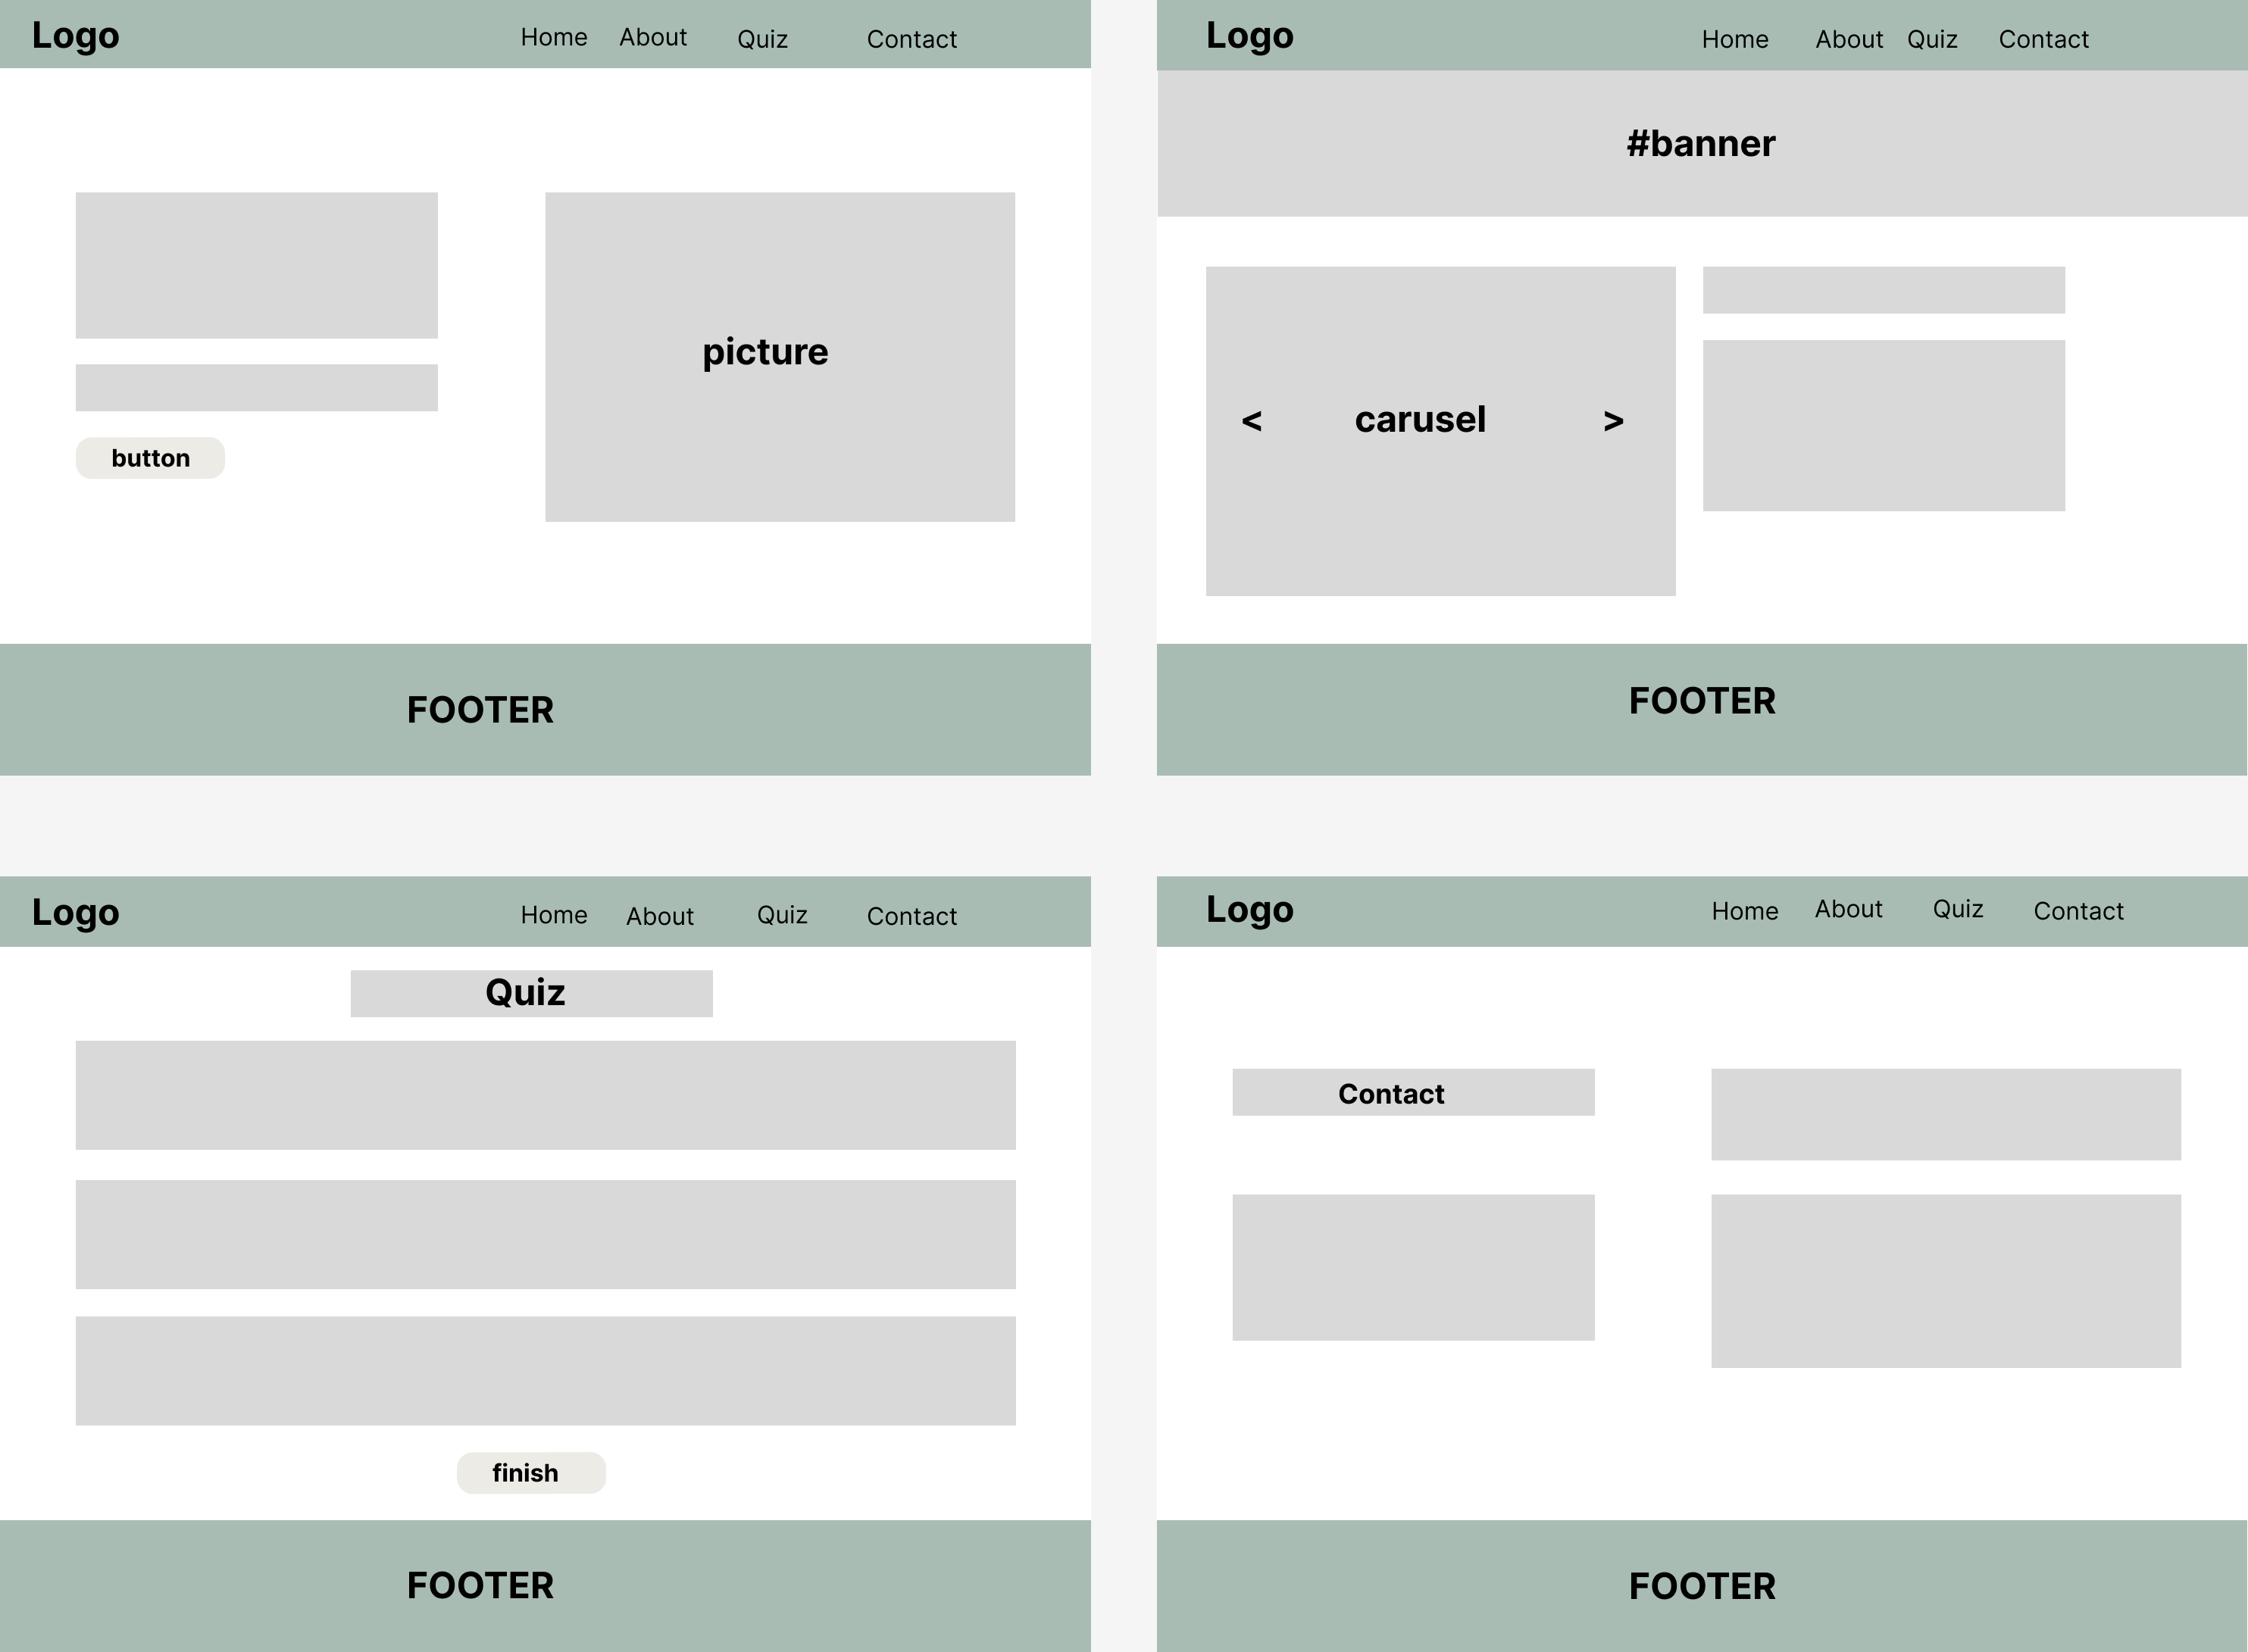 Logo
Home About Quiz Contact
picture
button
FOOTER
Logo
Home About Quiz Contact
#banner
< carusel >
FOOTER
Logo
Home About Quiz Contact
Quiz
finish
FOOTER
Logo
Home About Quiz Contact
Contact
FOOTER